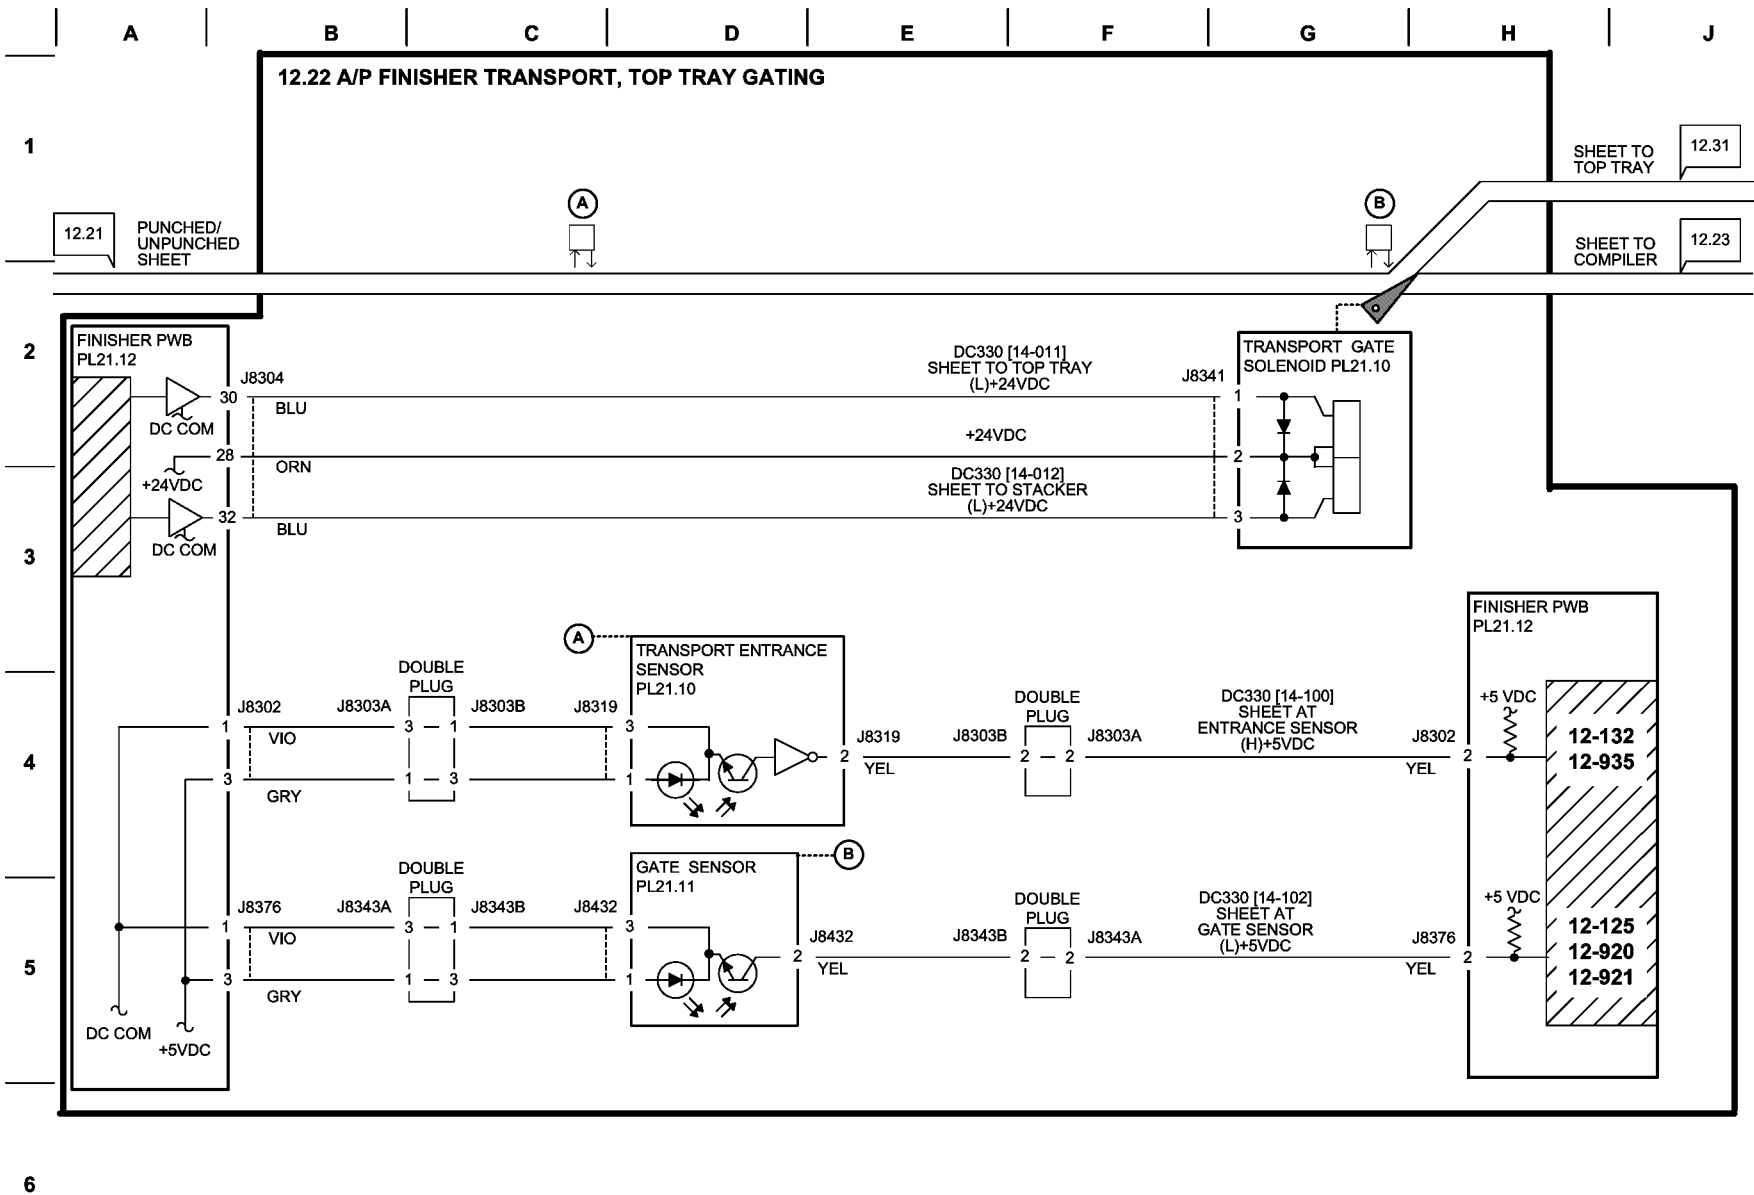 A B C D E F G H J
12.22 A/P FINISHER TRANSPORT, TOP TRAY GATING
1
SHEET TO
TOP TRAY
12.31
A
B
12.21
PUNCHED/
UNPUNCHED
SHEET
SHEET TO
COMPILER
12.23
2
FINISHER PWB
PL21.12
J8304
30
BLU
DC COM
DC330 [14-011]
SHEET TO TOP TRAY
(L)+24VDC
J8341
1
TRANSPORT GATE
SOLENOID PL21.10
28
ORN
+24VDC
+24VDC
2
DC330 [14-012]
SHEET TO STACKER
(L)+24VDC
32
BLU
DC COM
3
3
FINISHER PWB
PL21.12
A
TRANSPORT ENTRANCE
SENSOR
PL21.10
DOUBLE
PLUG
J8302
J8303A
J8303B
J8319
1
VIO
3
1
3
3
GRY
1
3
1
4
2
J8319
YEL
J8303B
DOUBLE
PLUG
2
2
J8303A
DC330 [14-100]
SHEET AT
ENTRANCE SENSOR
(H)+5VDC
J8302
YEL
2
+5 VDC
12-132
12-935
B
GATE SENSOR
PL21.11
DOUBLE
PLUG
J8376
J8343A
J8343B
J8432
1
VIO
3
1
3
3
GRY
1
3
1
5
2
J8432
YEL
J8343B
DOUBLE
PLUG
2
2
J8343A
DC330 [14-102]
SHEET AT
GATE SENSOR
(L)+5VDC
J8376
YEL
2
+5 VDC
12-125
12-920
12-921
DC COM
+5VDC
6